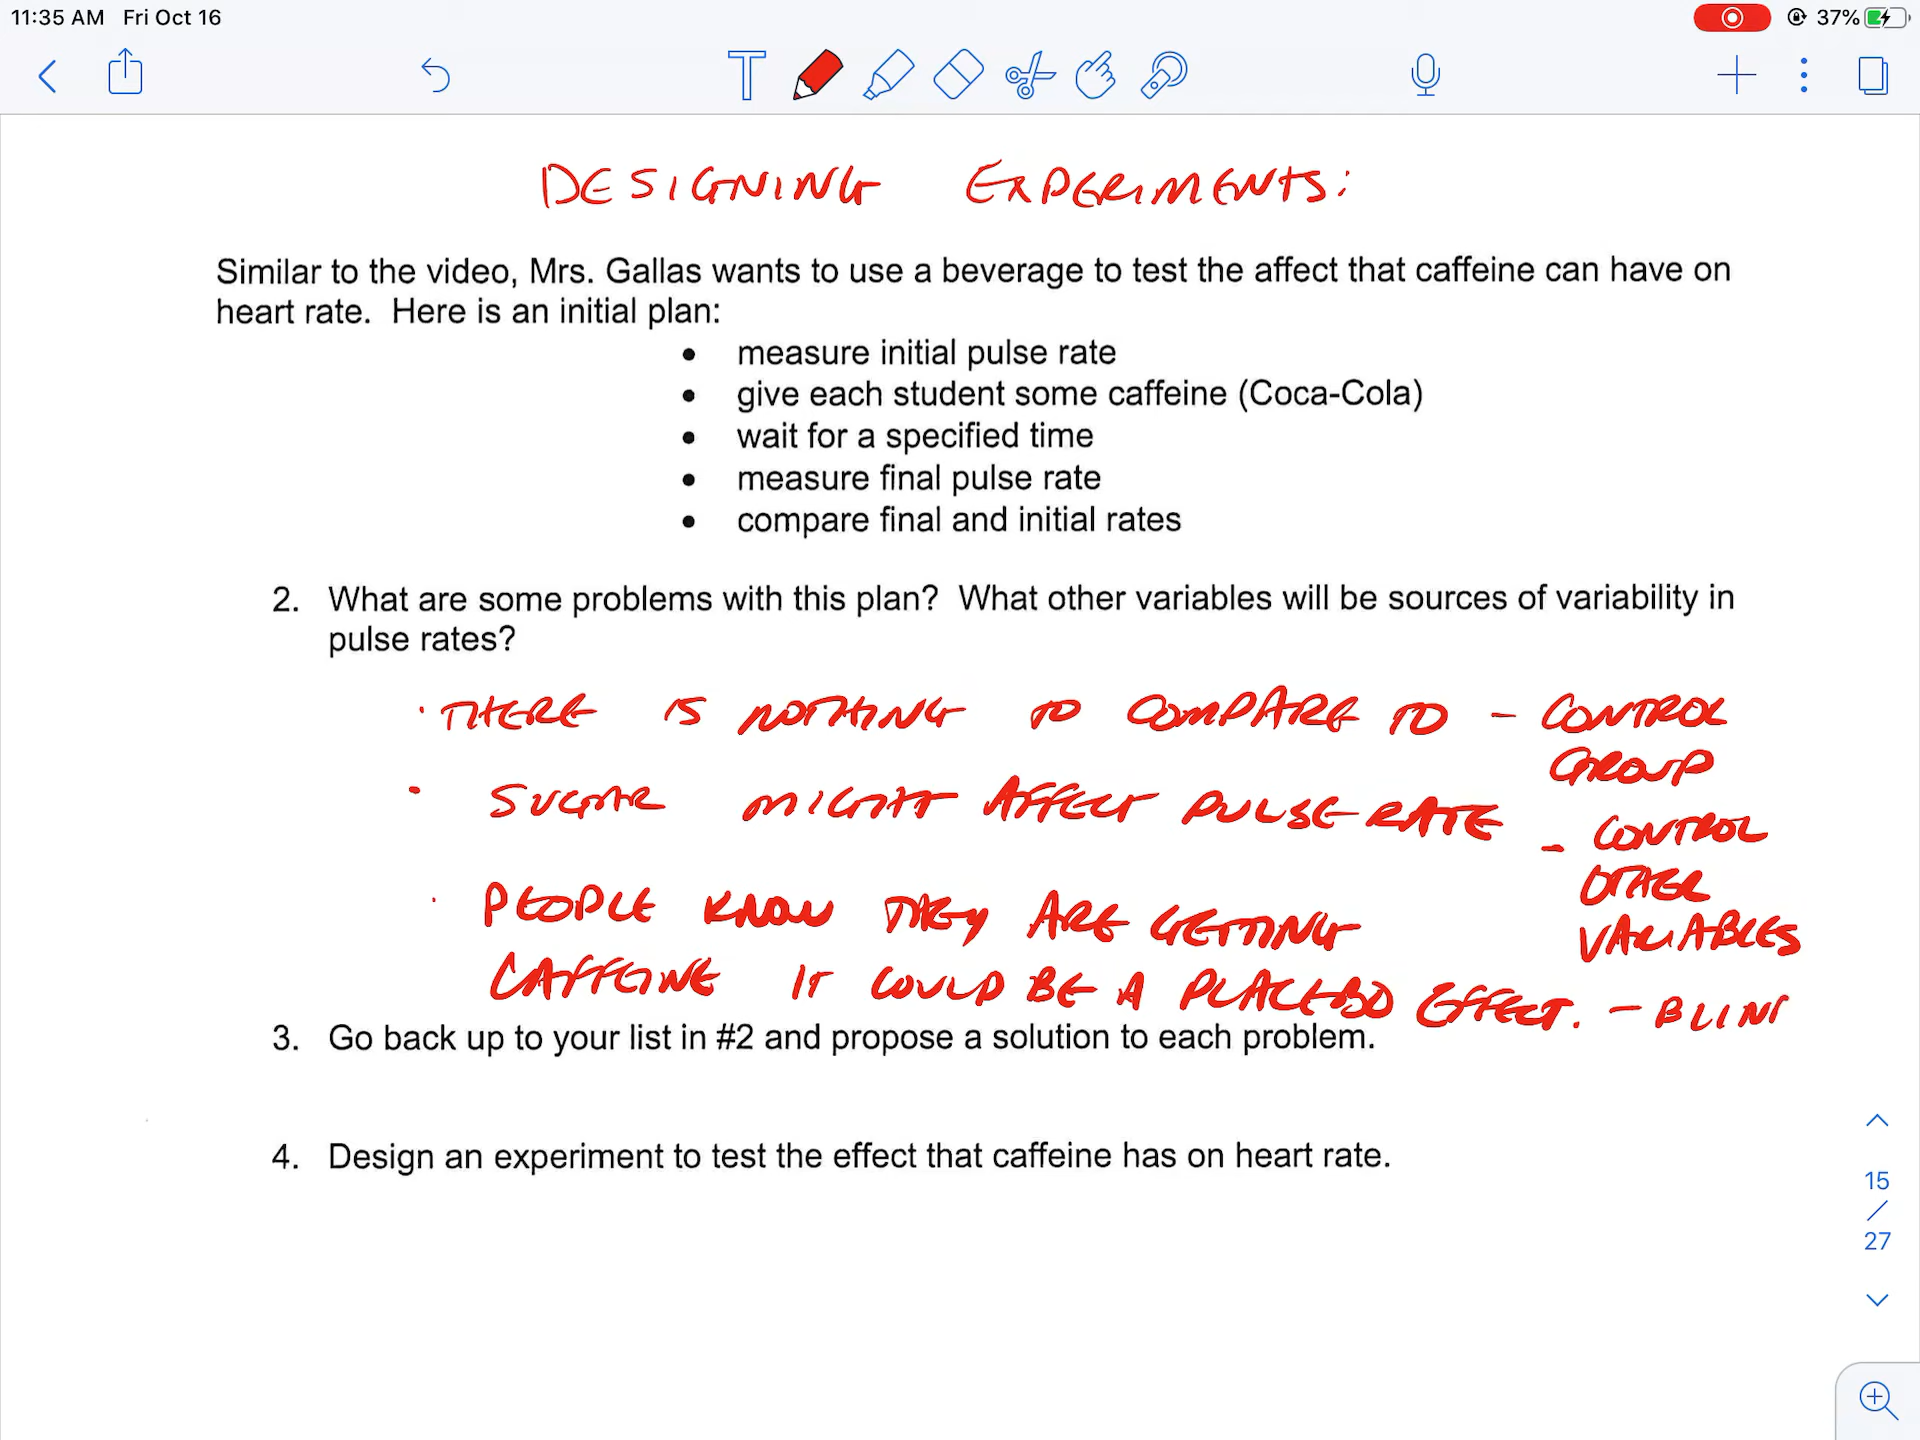 11:35 AM Fri Oct 16
37%
T
DESIGNING EXPERIMENTS:
Similar to the video, Mrs. Gallas wants to use a beverage to test the affect that caffeine can have on
heart rate. Here is an initial plan:
• measure initial pulse rate
• give each student some caffeine (Coca-Cola)
• wait for a specified time
• measure final pulse rate
• compare final and initial rates
2. What are some problems with this plan? What other variables will be sources of variability in
pulse rates?
· THERE IS NOTHING TO COMPARE TO - CONTROL
GROUP
· SUGAR MIGHT AFFECT PULSE RATE - CONTROL
OTHER
VARIABLES
· PEOPLE KNOW THEY ARE GETTING
CAFFEINE IT COULD BE A PLACEBO EFFECT. - BLIN
3. Go back up to your list in #2 and propose a solution to each problem.
4. Design an experiment to test the effect that caffeine has on heart rate.
15
/
27